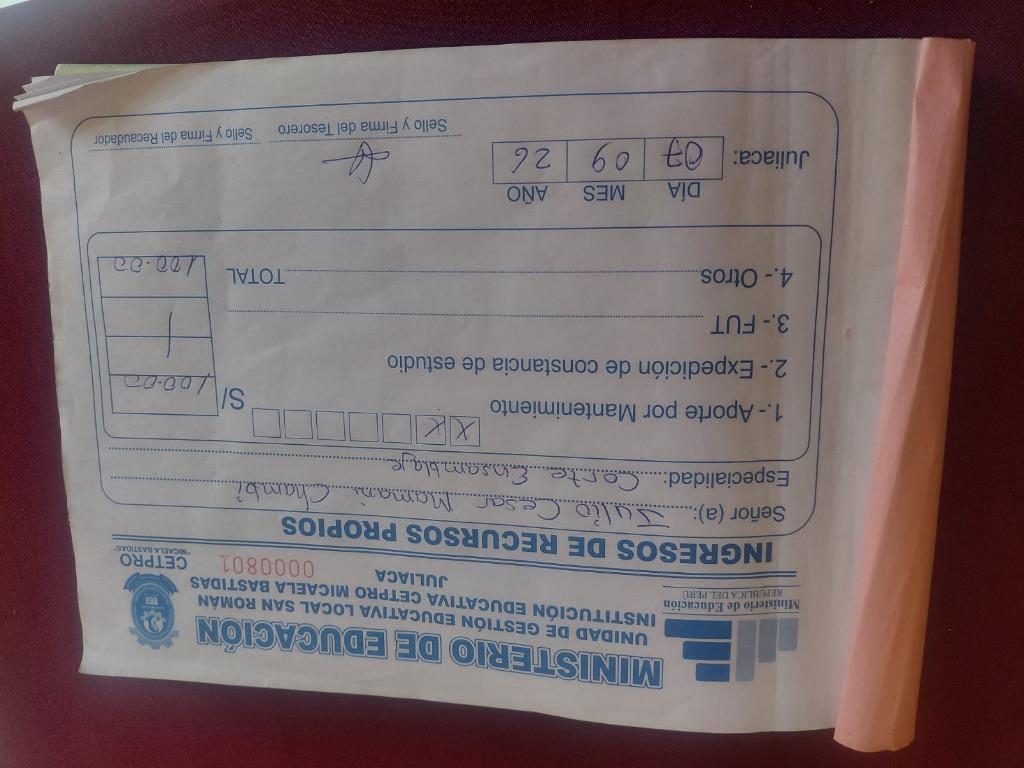 MINISTERIO DE EDUCACIÓN
UNIDAD DE GESTIÓN EDUCATIVA LOCAL SAN ROMÁN
INSTITUCIÓN EDUCATIVA CETPRO MICAELA BASTIDAS
JULIACA
Ministerio de Educación
REPÚBLICA DEL PERÚ
0000801
CETPRO
"MICAELA BASTIDAS"
INGRESOS DE RECURSOS PROPIOS
Señor (a): Julio Cesar Mamani Chambi
Especialidad: Corte Ensamblaje
1.- Aporte por Mantenimiento X X S/ 100.00
2.- Expedición de constancia de estudio
3.- FUT
4.- Otros TOTAL 100.00
DÍA MES AÑO
Juliaca: 07 09 26
Sello y Firma del Tesorero Sello y Firma del Recaudador